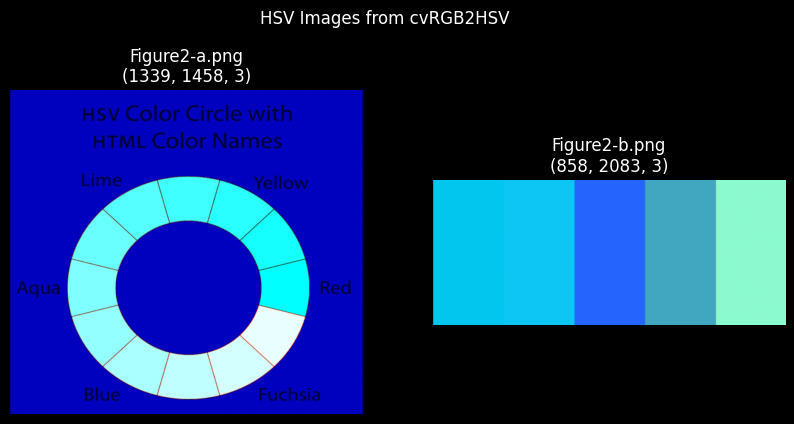 HSV Images from cvRGB2HSV
Figure2-a.png
(1339, 1458, 3)
HSV Color Circle with
HTML Color Names
Lime
Yellow
Aqua
Red
Blue
Fuchsia
Figure2-b.png
(858, 2083, 3)